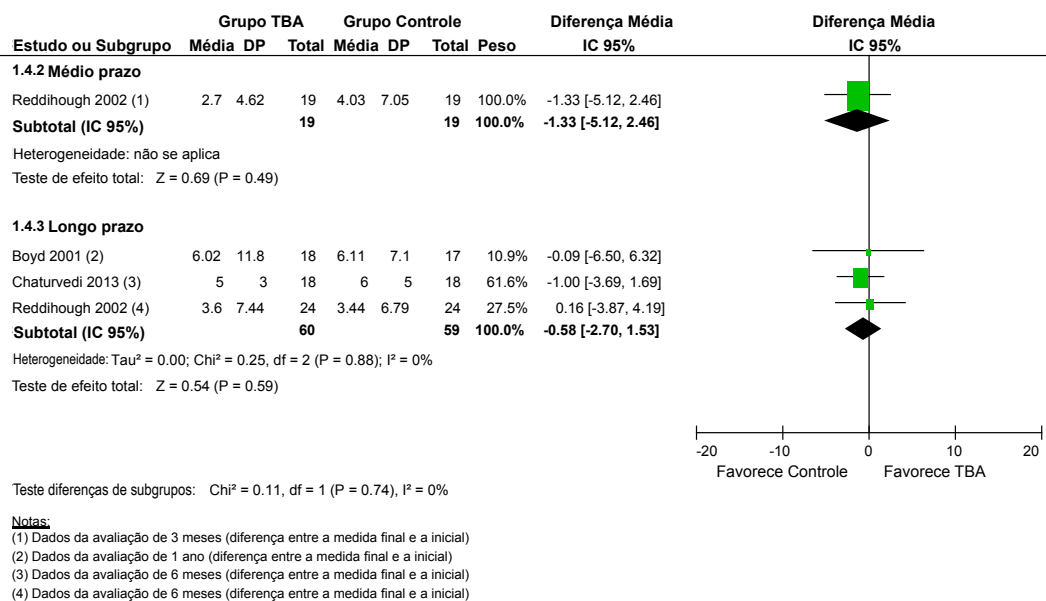 Grupo TBA Grupo Controle Diferença Média Diferença Média
Estudo ou Subgrupo Média DP Total Média DP Total Peso IC 95% IC 95%
1.4.2 Médio prazo
Reddihough 2002 (1) 2.7 4.62 19 4.03 7.05 19 100.0% -1.33 [-5.12, 2.46]
Subtotal (IC 95%) 19 19 100.0% -1.33 [-5.12, 2.46]
Heterogeneidade: não se aplica
Teste de efeito total: Z = 0.69 (P = 0.49)
1.4.3 Longo prazo
Boyd 2001 (2) 6.02 11.8 18 6.11 7.1 17 10.9% -0.09 [-6.50, 6.32]
Chaturvedi 2013 (3) 5 3 18 6 5 18 61.6% -1.00 [-3.69, 1.69]
Reddihough 2002 (4) 3.6 7.44 24 3.44 6.79 24 27.5% 0.16 [-3.87, 4.19]
Subtotal (IC 95%) 60 59 100.0% -0.58 [-2.70, 1.53]
Heterogeneidade: Tau² = 0.00; Chi² = 0.25, df = 2 (P = 0.88); I² = 0%
Teste de efeito total: Z = 0.54 (P = 0.59)
-20 -10 0 10 20
Favorece Controle Favorece TBA
Teste diferenças de subgrupos: Chi² = 0.11, df = 1 (P = 0.74), I² = 0%
Notas:
(1) Dados da avaliação de 3 meses (diferença entre a medida final e a inicial)
(2) Dados da avaliação de 1 ano (diferença entre a medida final e a inicial)
(3) Dados da avaliação de 6 meses (diferença entre a medida final e a inicial)
(4) Dados da avaliação de 6 meses (diferença entre a medida final e a inicial)